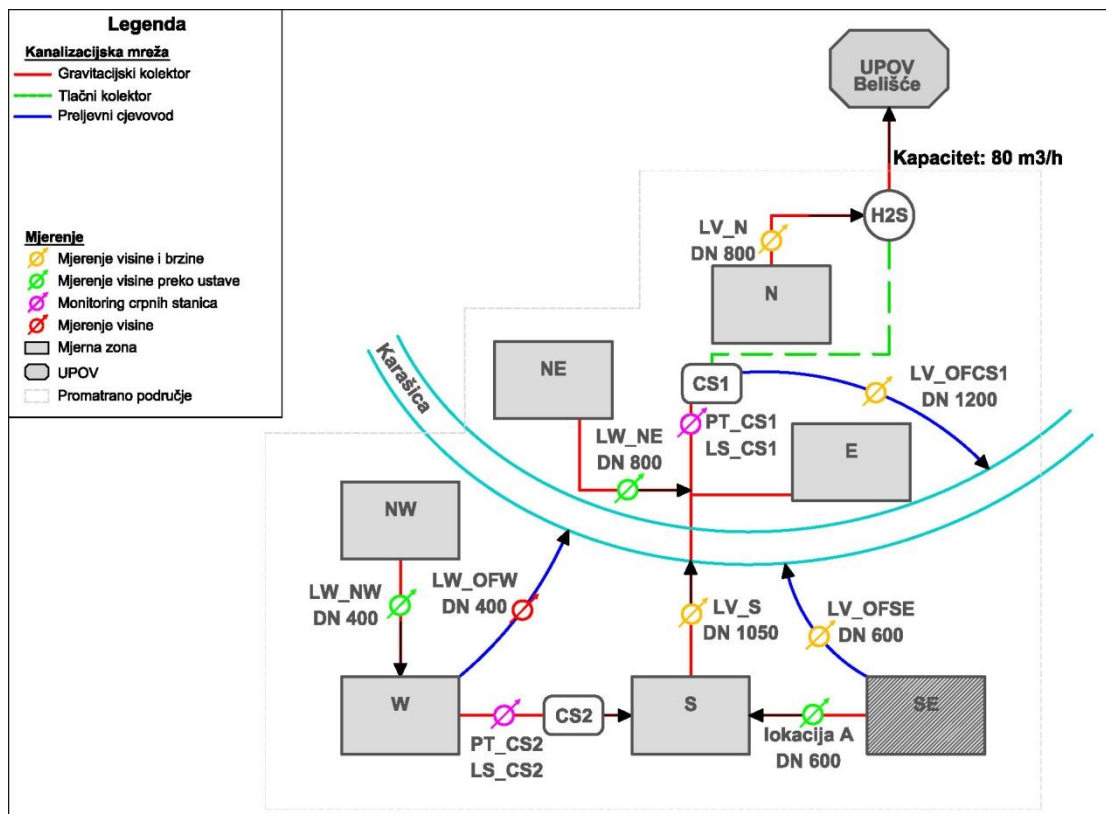 Legenda
Kanalizacijska mreža
Gravitacijski kolektor
Tlačni kolektor
Preljevni cjevovod
Mjerenje
Mjerenje visine i brzine
Mjerenje visine preko ustave
Monitoring crpnih stanica
Mjerenje visine
Mjerna zona
UPOV
Promatrano područje
UPOV
Belišće
Kapacitet: 80 m3/h
H2S
LV_N
DN 800
N
Karašica
NE
CS1
LV_OFCS1
DN 1200
PT_CS1
LS_CS1
LW_NE
DN 800
E
NW
LW_NW
DN 400
LW_OFW
DN 400
LV_S
DN 1050
LV_OFSE
DN 600
W
CS2
PT_CS2
LS_CS2
S
lokacija A
DN 600
SE